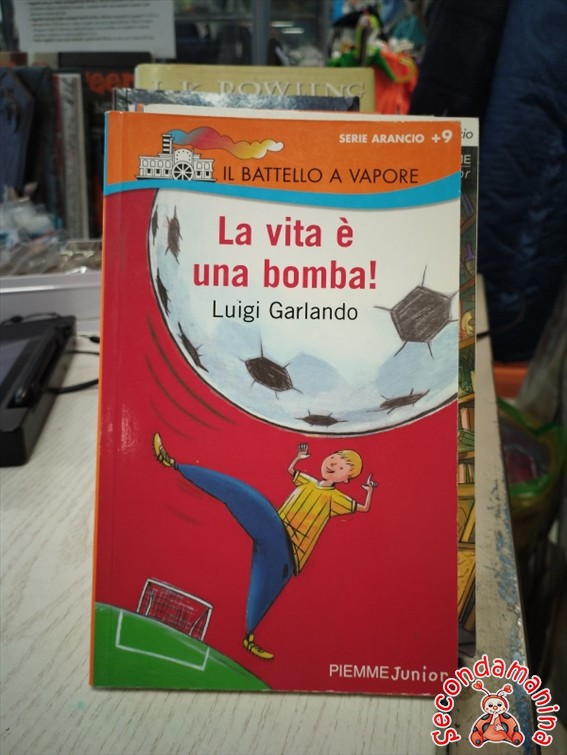 J.K. ROWLING
SERIE ARANCIO +9
IL BATTELLO A VAPORE
La vita è
una bomba!
Luigi Garlando
PIEMME Junior
secondamanina